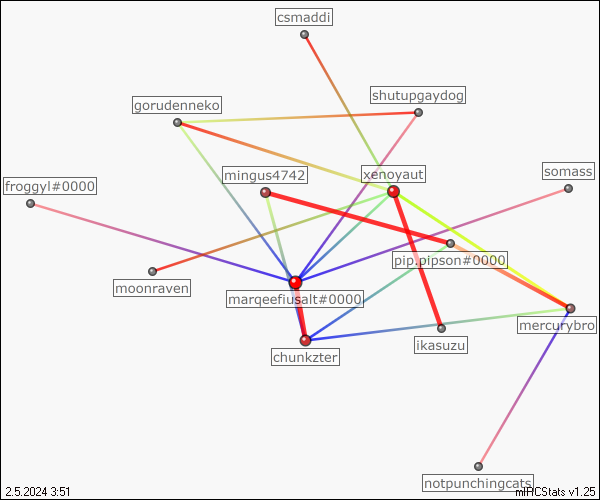 csmaddi
shutupgaydog
gorudenneko
mingus4742
xenoyaut
somass
froggyl#0000
pip.pipson#0000
moonraven
marqeefiusalt#0000
mercurybro
ikasuzu
chunkzter
notpunchingcats
2.5.2024 3:51
mIRCStats v1.25